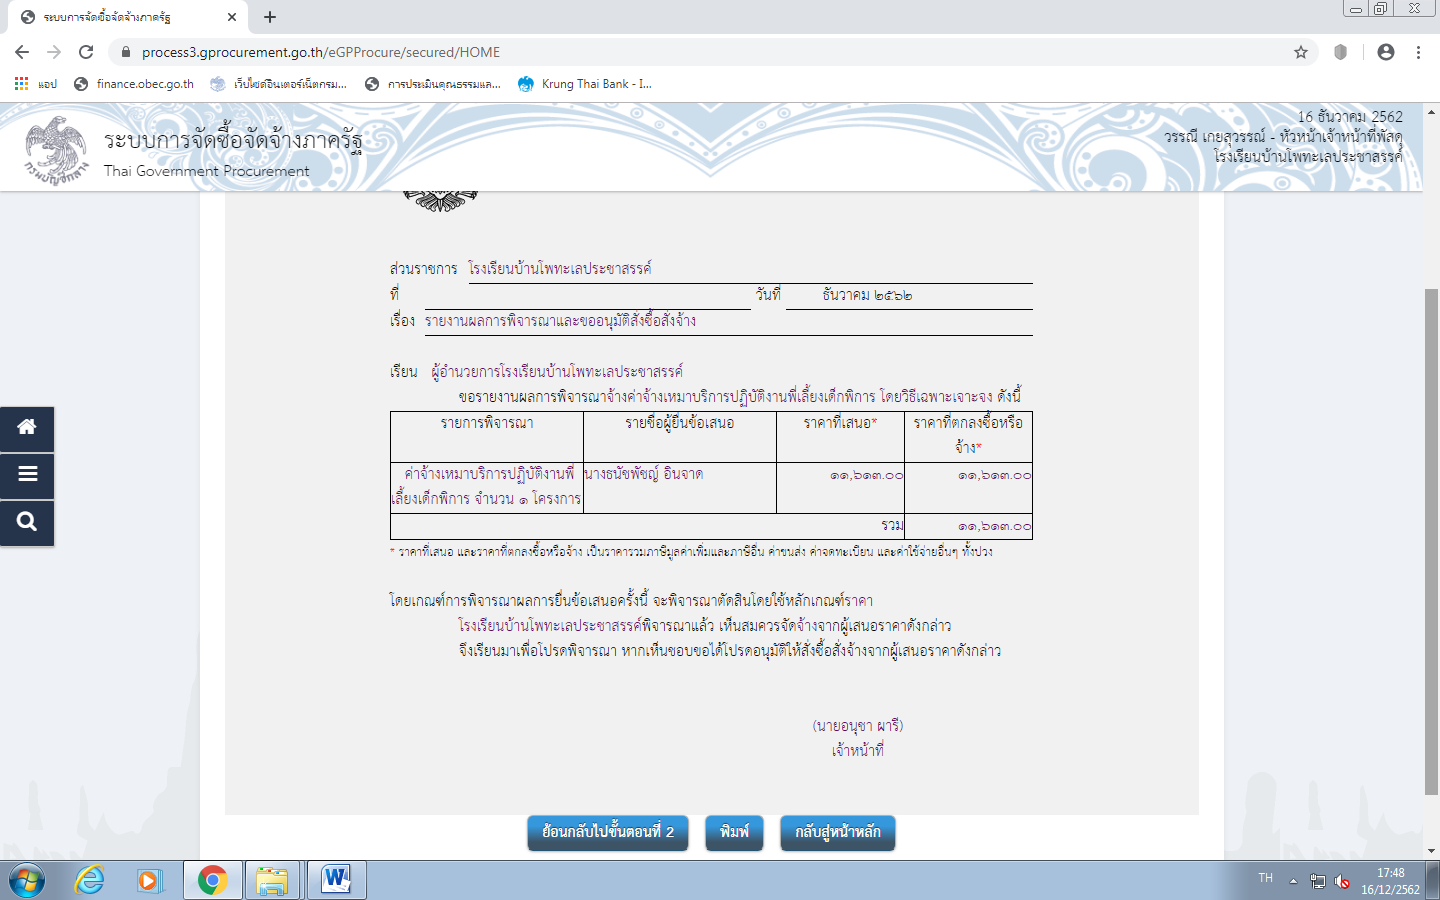 ระบบการจัดซื้อจัดจ้างภาครัฐ
process3.gprocurement.go.th/eGPProcure/secured/HOME
แอป finance.obec.go.th เว็บไซต์อินเตอร์เน็ตกรม... การประเมินคุณธรรมแล... Krung Thai Bank - I...
ระบบการจัดซื้อจัดจ้างภาครัฐ
Thai Government Procurement
กรมบัญชีกลาง
16 ธันวาคม 2562
วรรณี เกยสุวรรณ์ - หัวหน้าเจ้าหน้าที่พัสดุ
โรงเรียนบ้านโพทะเลประชาสรรค์
ส่วนราชการ โรงเรียนบ้านโพทะเลประชาสรรค์
ที่ วันที่ ธันวาคม ๒๕๖๒
เรื่อง รายงานผลการพิจารณาและขออนุมัติสั่งซื้อสั่งจ้าง
เรียน ผู้อำนวยการโรงเรียนบ้านโพทะเลประชาสรรค์
ขอรายงานผลการพิจารณาจ้างค่าจ้างเหมาบริการปฏิบัติงานพี่เลี้ยงเด็กพิการ โดยวิธีเฉพาะเจาะจง ดังนี้
รายการพิจารณา รายชื่อผู้ยื่นข้อเสนอ ราคาที่เสนอ* ราคาที่ตกลงซื้อหรือ
จ้าง*
ค่าจ้างเหมาบริการปฏิบัติงานพี่ นางธนัชพัชญ์ อินจาด ๑๑,๖๑๓.๐๐ ๑๑,๖๑๓.๐๐
เลี้ยงเด็กพิการ จำนวน ๑ โครงการ
รวม ๑๑,๖๑๓.๐๐
* ราคาที่เสนอ และราคาที่ตกลงซื้อหรือจ้าง เป็นราคารวมภาษีมูลค่าเพิ่มและภาษีอื่น ค่าขนส่ง ค่าจดทะเบียน และค่าใช้จ่ายอื่นๆ ทั้งปวง
โดยเกณฑ์การพิจารณาผลการยื่นข้อเสนอครั้งนี้ จะพิจารณาตัดสินโดยใช้หลักเกณฑ์ราคา
โรงเรียนบ้านโพทะเลประชาสรรค์พิจารณาแล้ว เห็นสมควรจัดจ้างจากผู้เสนอราคาดังกล่าว
จึงเรียนมาเพื่อโปรดพิจารณา หากเห็นชอบขอได้โปรดอนุมัติให้สั่งซื้อสั่งจ้างจากผู้เสนอราคาดังกล่าว
(นายอนุชา ผารี)
เจ้าหน้าที่
ย้อนกลับไปขั้นตอนที่ 2 พิมพ์ กลับสู่หน้าหลัก
TH 17:48
16/12/2562